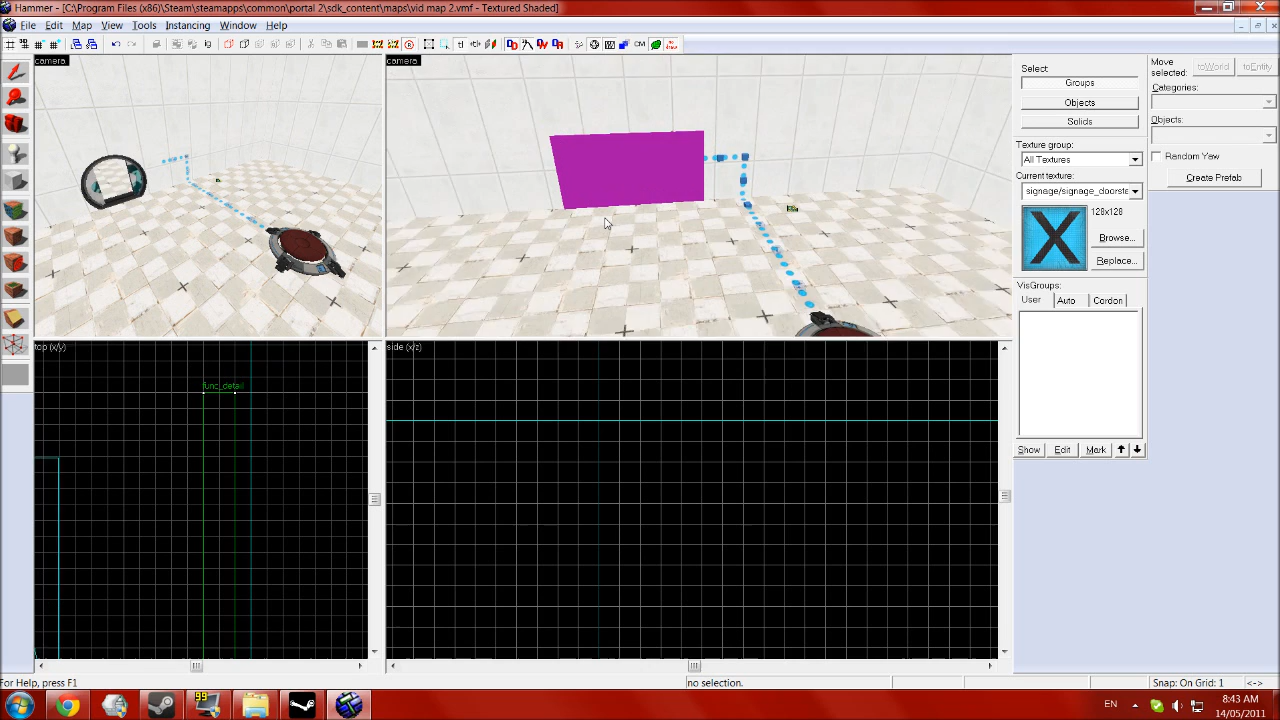 Hammer - [C:\Program Files (x86)\Steam\steamapps\common\portal 2\sdk_content\maps\vid map 2.vmf - Textured Shaded]
File Edit View Map Tools Instancing Window Help
camera
camera
CM
Select:
Groups
Objects
Solids
Texture group:
All Textures
Current texture:
signage/signage_doorste
128x128
Browse...
Replace...
VisGroups:
User Auto Cordon
Show Edit Mark
Move selected:
toWorld toEntity
Categories:
Objects:
Random Yaw
Create Prefab
top (x/y)
func_detail
side (x/z)
For Help, press F1
no selection.
Snap: On Grid: 1
<->
99
EN
8:43 AM
14/05/2011